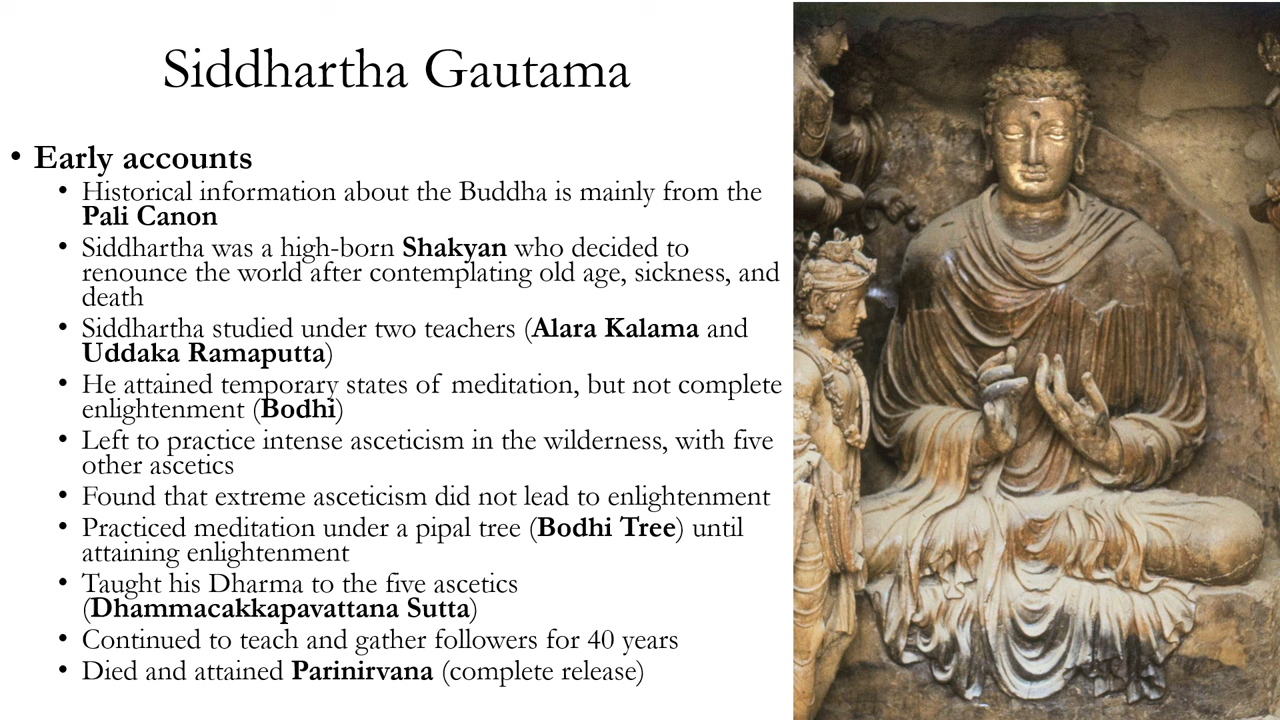 Siddhartha Gautama
• Early accounts
• Historical information about the Buddha is mainly from the
Pali Canon
• Siddhartha was a high-born Shakyan who decided to
renounce the world after contemplating old age, sickness, and
death
• Siddhartha studied under two teachers (Alara Kalama and
Uddaka Ramaputta)
• He attained temporary states of meditation, but not complete
enlightenment (Bodhi)
• Left to practice intense asceticism in the wilderness, with five
other ascetics
• Found that extreme asceticism did not lead to enlightenment
• Practiced meditation under a pipal tree (Bodhi Tree) until
attaining enlightenment
• Taught his Dharma to the five ascetics
(Dhammacakkapavattana Sutta)
• Continued to teach and gather followers for 40 years
• Died and attained Parinirvana (complete release)